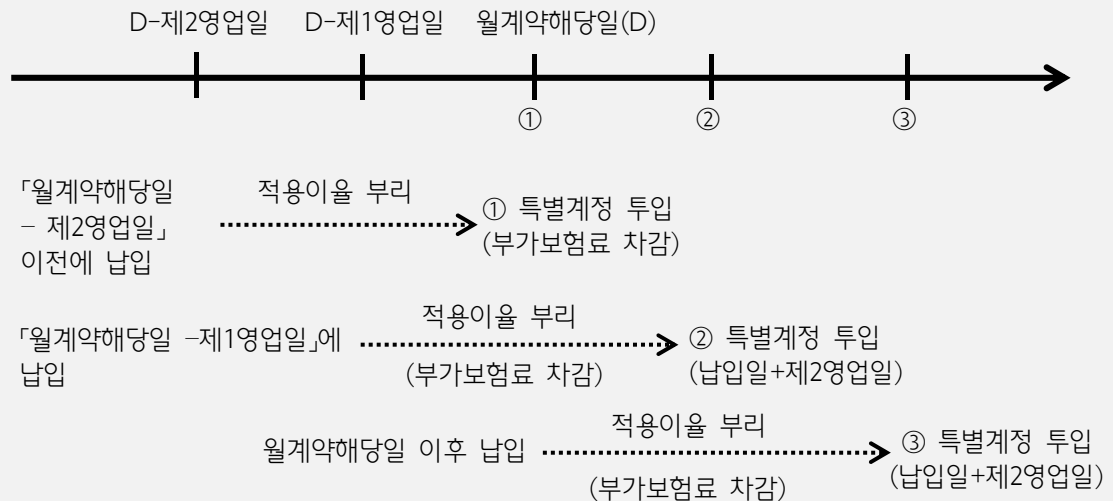 D-제2영업일 D-제1영업일 월계약해당일(D)
① ② ③
「월계약해당일
- 제2영업일」
이전에 납입
적용이율 부리
① 특별계정 투입
(부가보험료 차감)
「월계약해당일 -제1영업일」에
납입
적용이율 부리
(부가보험료 차감)
② 특별계정 투입
(납입일+제2영업일)
월계약해당일 이후 납입
적용이율 부리
(부가보험료 차감)
③ 특별계정 투입
(납입일+제2영업일)